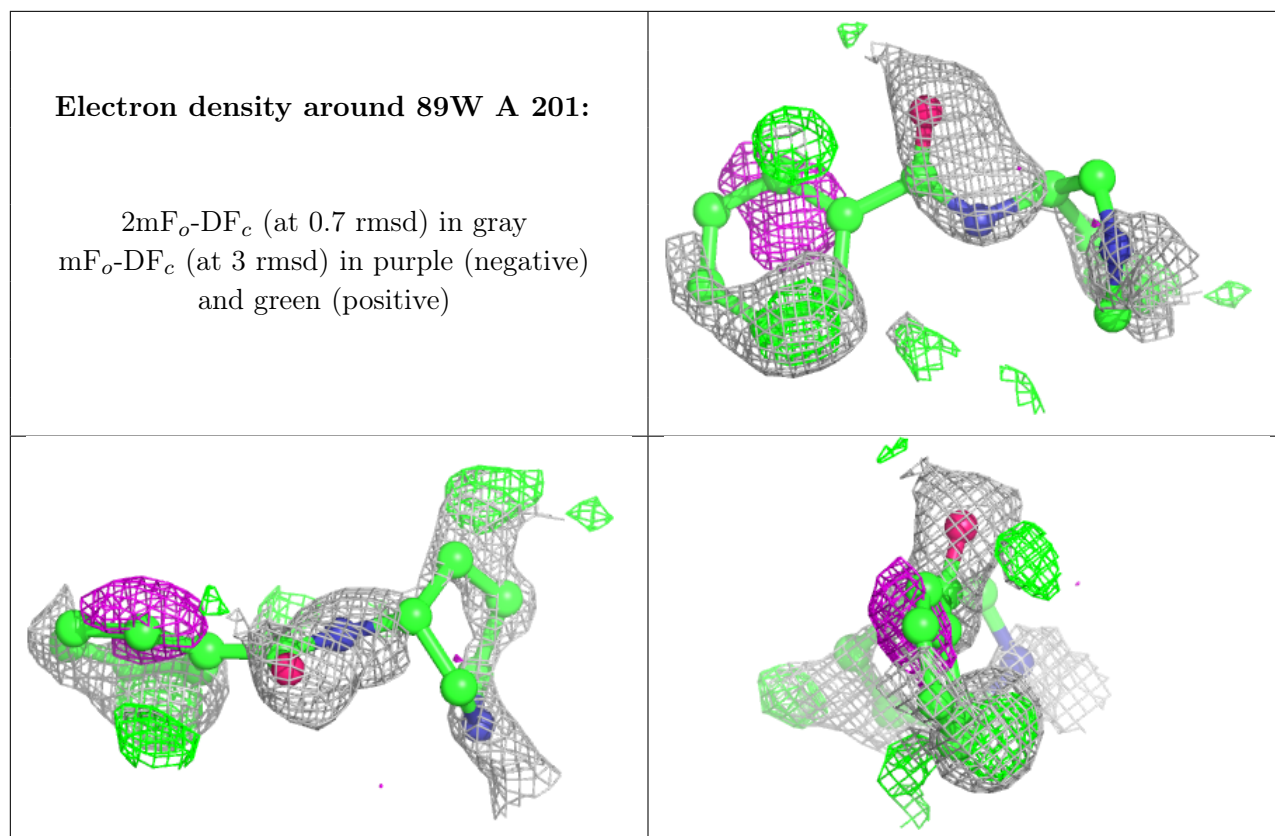 Electron density around 89W A 201:
2mFo-DFc (at 0.7 rmsd) in gray
mFo-DFc (at 3 rmsd) in purple (negative)
and green (positive)